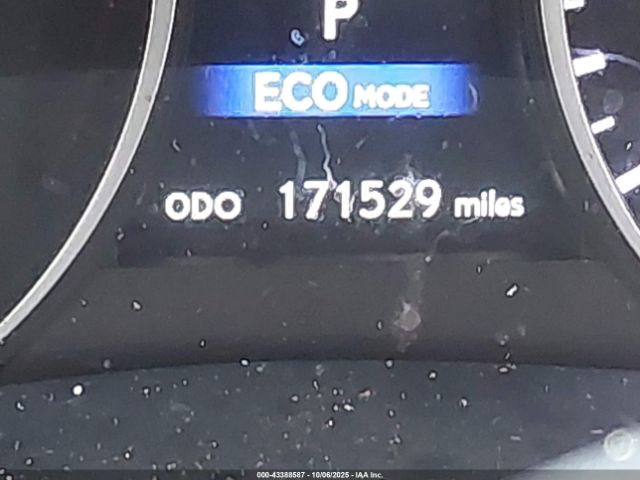 P
ECO MODE
ODO 171529 miles
000-43388587 - 10/06/2025 - IAA Inc.